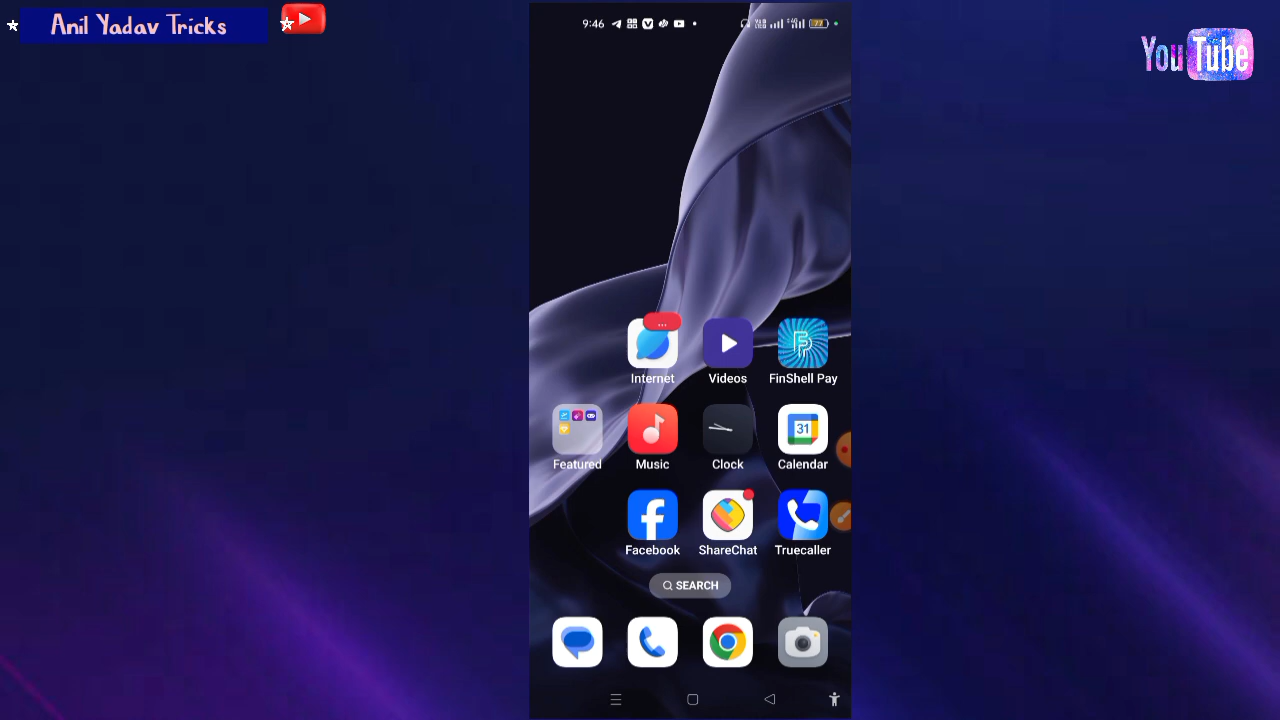 Anil Yadav Tricks
YouTube
9:46
77
Internet
Videos
FinShell Pay
Featured
Music
Clock
31
Calendar
Facebook
ShareChat
Truecaller
SEARCH